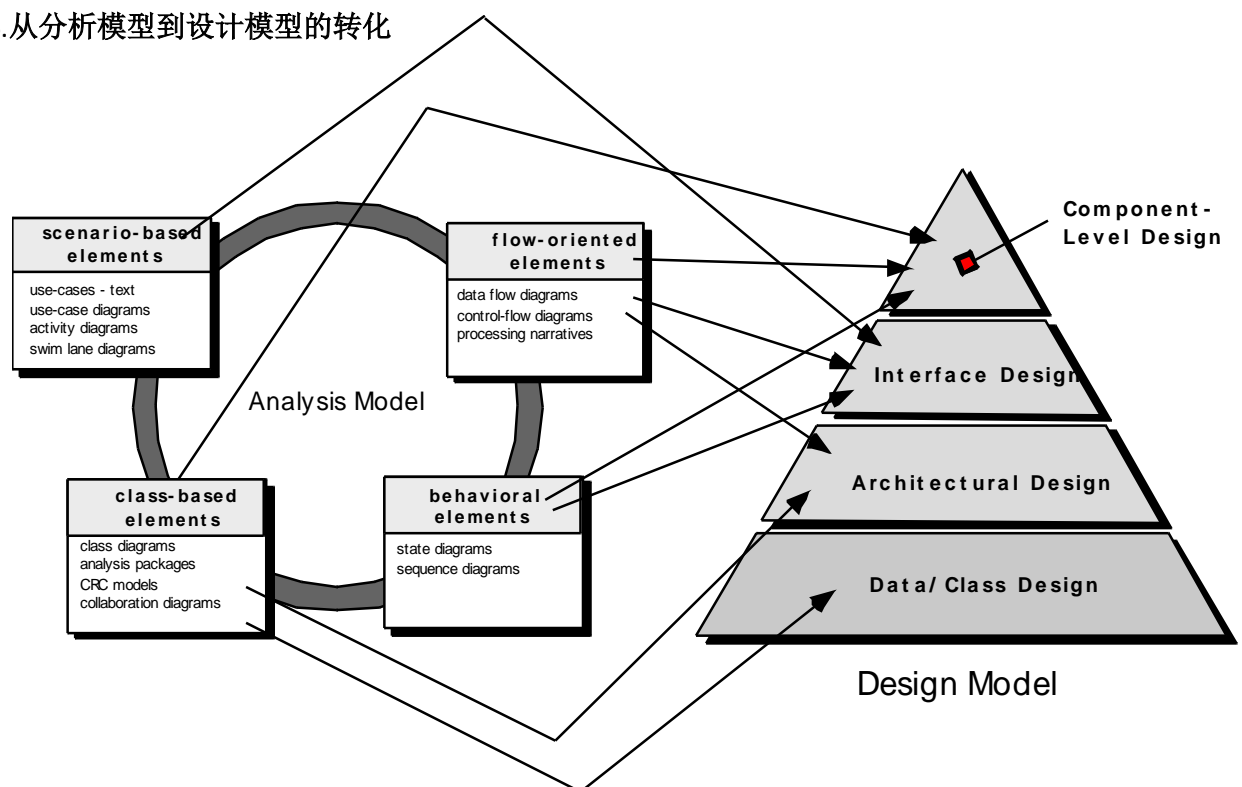 .从分析模型到设计模型的转化
scenario-based
elements
use-cases - text
use-case diagrams
activity diagrams
swim lane diagrams
flow-oriented
elements
data flow diagrams
control-flow diagrams
processing narratives
Analysis Model
class-based
elements
class diagrams
analysis packages
CRC models
collaboration diagrams
behavioral
elements
state diagrams
sequence diagrams
Component-
Level Design
Interface Design
Architectural Design
Data/Class Design
Design Model